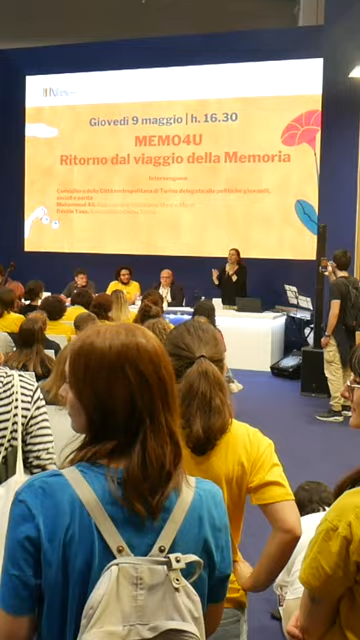 Giovedì 9 maggio | h. 16.30
MEMO4U
Ritorno dal viaggio della Memoria
Intervengono
Consigliera della Città metropolitana di Torino delegata alle politiche giovanili,
sociali e parità